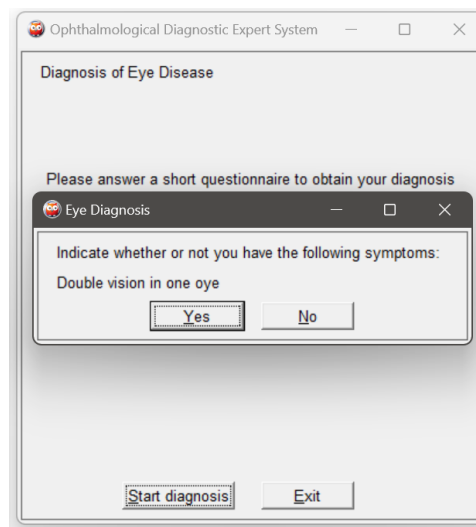 Ophthalmological Diagnostic Expert System
Diagnosis of Eye Disease
Please answer a short questionnaire to obtain your diagnosis
Eye Diagnosis
Indicate whether or not you have the following symptoms:
Double vision in one oye
Yes No
Start diagnosis Exit